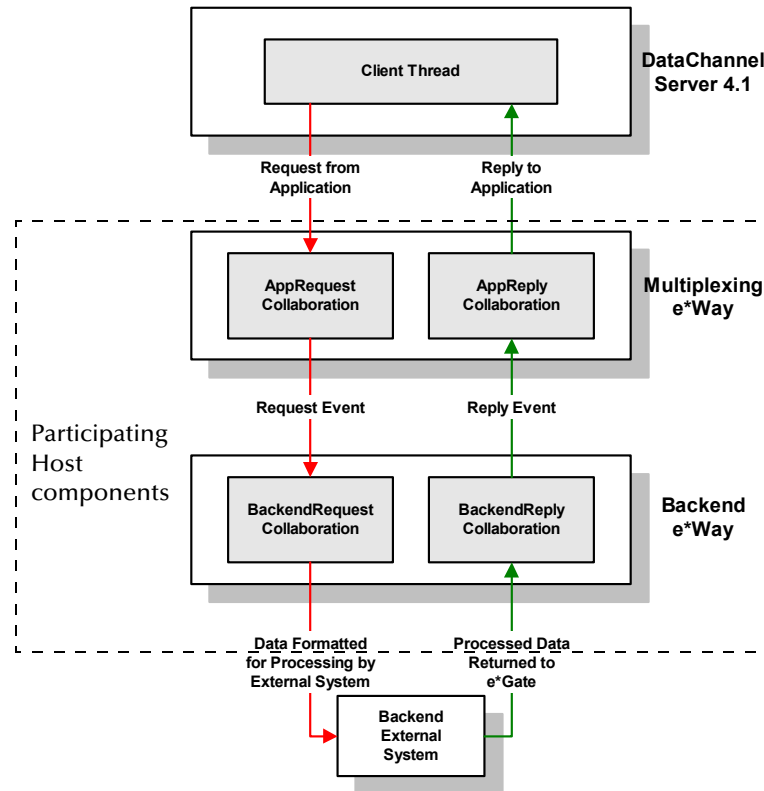 DataChannel
Server 4.1
Client Thread
Request from
Application
Reply to
Application
Multiplexing
e*Way
AppRequest
Collaboration
AppReply
Collaboration
Request Event
Reply Event
Participating
Host
components
Backend
e*Way
BackendRequest
Collaboration
BackendReply
Collaboration
Data Formatted
for Processing by
External System
Processed Data
Returned to
e*Gate
Backend
External
System